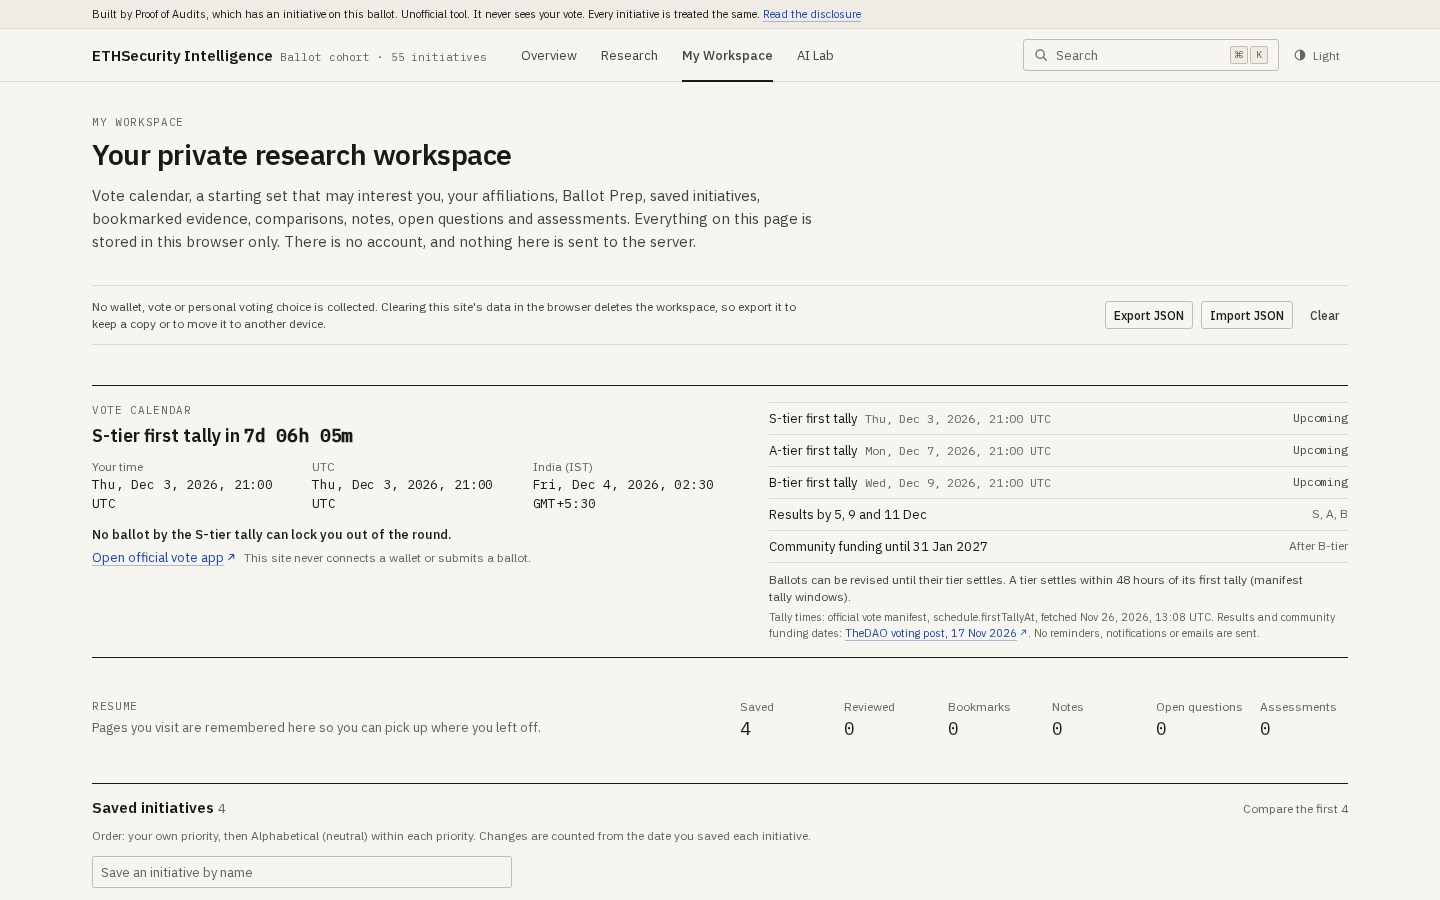 Built by Proof of Audits, which has an initiative on this ballot. Unofficial tool. It never sees your vote. Every initiative is treated the same. Read the disclosure
ETHSecurity Intelligence Ballot cohort · 55 initiatives Overview Research My Workspace AI Lab Search ⌘ K Light
MY WORKSPACE
Your private research workspace
Vote calendar, a starting set that may interest you, your affiliations, Ballot Prep, saved initiatives,
bookmarked evidence, comparisons, notes, open questions and assessments. Everything on this page is
stored in this browser only. There is no account, and nothing here is sent to the server.
No wallet, vote or personal voting choice is collected. Clearing this site's data in the browser deletes the workspace, so export it to
keep a copy or to move it to another device.
Export JSON Import JSON Clear
VOTE CALENDAR
S-tier first tally in 7d 06h 05m
Your time
Thu, Dec 3, 2026, 21:00
UTC
UTC
Thu, Dec 3, 2026, 21:00
UTC
India (IST)
Fri, Dec 4, 2026, 02:30
GMT+5:30
No ballot by the S-tier tally can lock you out of the round.
Open official vote app ↗ This site never connects a wallet or submits a ballot.
S-tier first tally Thu, Dec 3, 2026, 21:00 UTC Upcoming
A-tier first tally Mon, Dec 7, 2026, 21:00 UTC Upcoming
B-tier first tally Wed, Dec 9, 2026, 21:00 UTC Upcoming
Results by 5, 9 and 11 Dec S, A, B
Community funding until 31 Jan 2027 After B-tier
Ballots can be revised until their tier settles. A tier settles within 48 hours of its first tally (manifest
tally windows).
Tally times: official vote manifest, schedule.firstTallyAt, fetched Nov 26, 2026, 13:08 UTC. Results and community
funding dates: TheDAO voting post, 17 Nov 2026 ↗. No reminders, notifications or emails are sent.
RESUME
Pages you visit are remembered here so you can pick up where you left off.
Saved Reviewed Bookmarks Notes Open questions Assessments
4 0 0 0 0 0
Saved initiatives 4
Compare the first 4
Order: your own priority, then Alphabetical (neutral) within each priority. Changes are counted from the date you saved each initiative.
Save an initiative by name